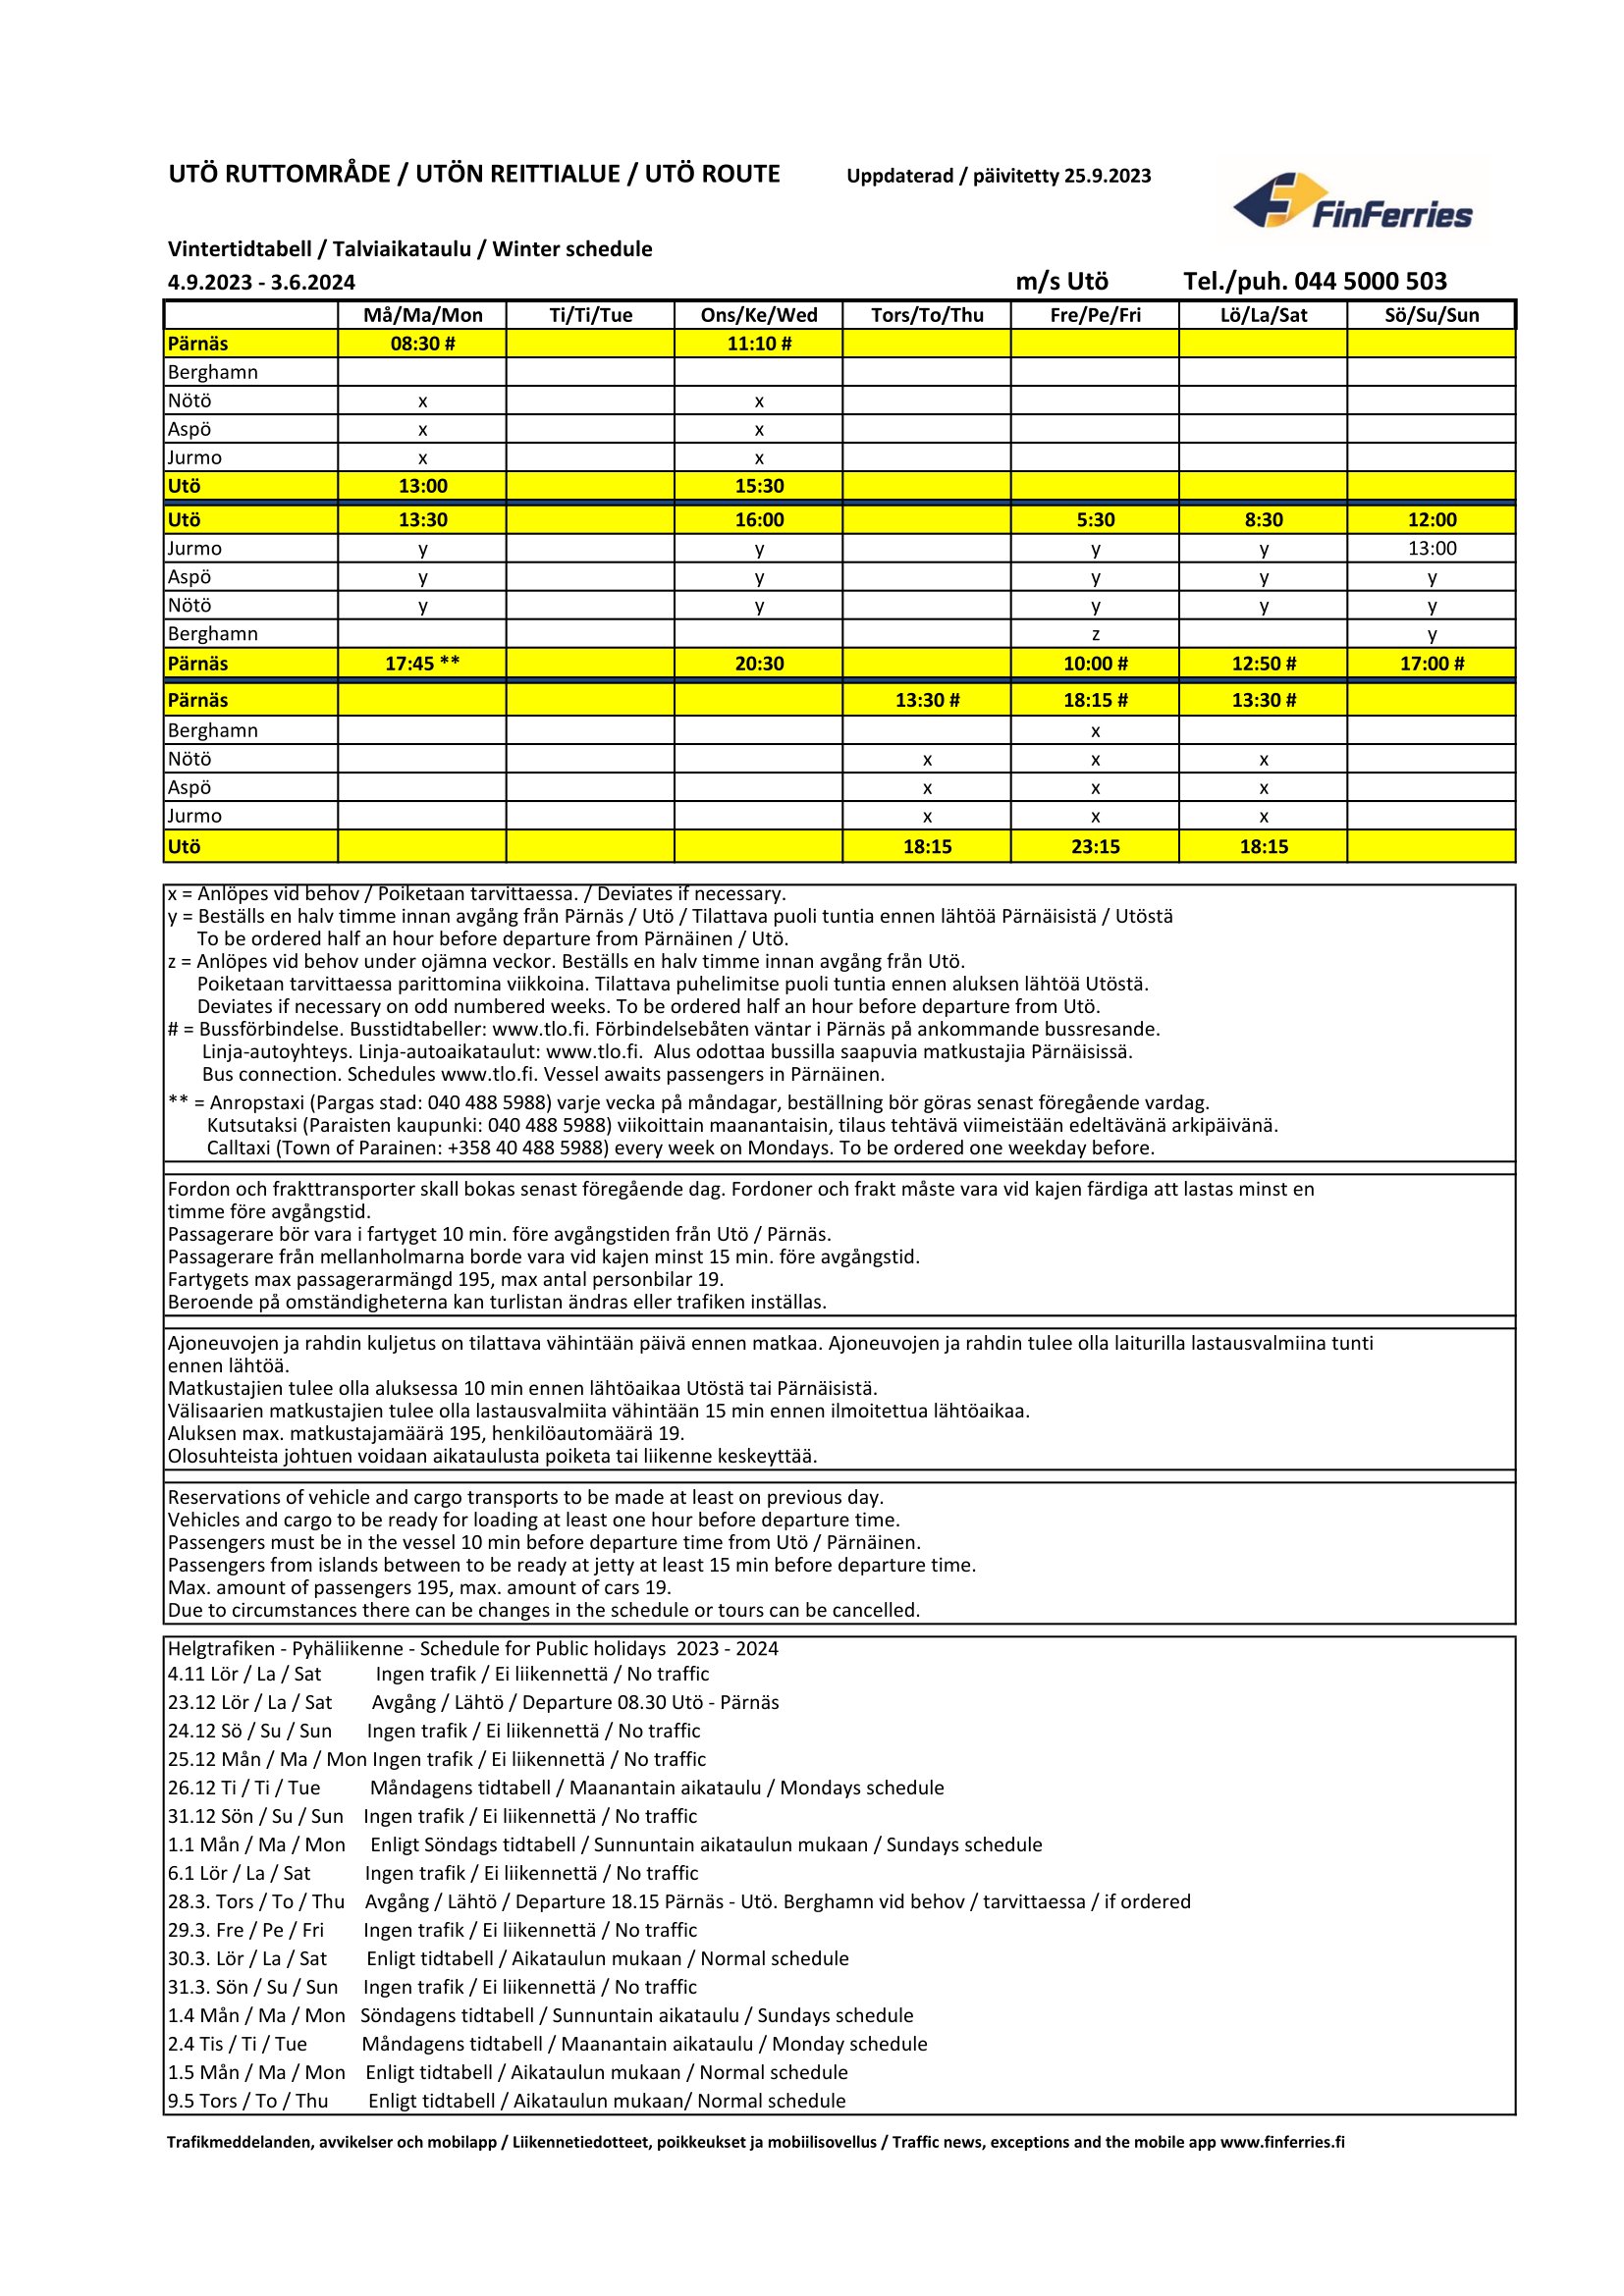 UTÖ RUTTOMRÅDE / UTÖN REITTIALUE / UTÖ ROUTE Uppdaterad / päivitetty 25.9.2023
FinFerries
Vintertidtabell / Talviaikataulu / Winter schedule
4.9.2023 - 3.6.2024 m/s Utö Tel./puh. 044 5000 503
Må/Ma/Mon Ti/Ti/Tue Ons/Ke/Wed Tors/To/Thu Fre/Pe/Fri Lö/La/Sat Sö/Su/Sun
Pärnäs 08:30 # 11:10 #
Berghamn
Nötö x x
Aspö x x
Jurmo x x
Utö 13:00 15:30
Utö 13:30 16:00 5:30 8:30 12:00
Jurmo y y y y 13:00
Aspö y y y y y
Nötö y y y y y
Berghamn z y
Pärnäs 17:45 ** 20:30 10:00 # 12:50 # 17:00 #
Pärnäs 13:30 # 18:15 # 13:30 #
Berghamn x
Nötö x x x
Aspö x x x
Jurmo x x x
Utö 18:15 23:15 18:15
x = Anlöpes vid behov / Poiketaan tarvittaessa. / Deviates if necessary.
y = Beställs en halv timme innan avgång från Pärnäs / Utö / Tilattava puoli tuntia ennen lähtöä Pärnäisistä / Utöstä
To be ordered half an hour before departure from Pärnäinen / Utö.
z = Anlöpes vid behov under ojämna veckor. Beställs en halv timme innan avgång från Utö.
Poiketaan tarvittaessa parittomina viikkoina. Tilattava puhelimitse puoli tuntia ennen aluksen lähtöä Utöstä.
Deviates if necessary on odd numbered weeks. To be ordered half an hour before departure from Utö.
# = Bussförbindelse. Busstidtabeller: www.tlo.fi. Förbindelsebåten väntar i Pärnäs på ankommande bussresande.
Linja-autoyhteys. Linja-autoaikataulut: www.tlo.fi. Alus odottaa bussilla saapuvia matkustajia Pärnäisissä.
Bus connection. Schedules www.tlo.fi. Vessel awaits passengers in Pärnäinen.
** = Anropstaxi (Pargas stad: 040 488 5988) varje vecka på måndagar, beställning bör göras senast föregående vardag.
Kutsutaksi (Paraisten kaupunki: 040 488 5988) viikoittain maanantaisin, tilaus tehtävä viimeistään edeltävänä arkipäivänä.
Calltaxi (Town of Parainen: +358 40 488 5988) every week on Mondays. To be ordered one weekday before.
Fordon och frakttransporter skall bokas senast föregående dag. Fordoner och frakt måste vara vid kajen färdiga att lastas minst en
timme före avgångstid.
Passagerare bör vara i fartyget 10 min. före avgångstiden från Utö / Pärnäs.
Passagerare från mellanholmarna borde vara vid kajen minst 15 min. före avgångstid.
Fartygets max passagerarmängd 195, max antal personbilar 19.
Beroende på omständigheterna kan turlistan ändras eller trafiken inställas.
Ajoneuvojen ja rahdin kuljetus on tilattava vähintään päivä ennen matkaa. Ajoneuvojen ja rahdin tulee olla laiturilla lastausvalmiina tunti
ennen lähtöä.
Matkustajien tulee olla aluksessa 10 min ennen lähtöaikaa Utöstä tai Pärnäisistä.
Välisaarien matkustajien tulee olla lastausvalmiita vähintään 15 min ennen ilmoitettua lähtöaikaa.
Aluksen max. matkustajamäärä 195, henkilöautomäärä 19.
Olosuhteista johtuen voidaan aikataulusta poiketa tai liikenne keskeyttää.
Reservations of vehicle and cargo transports to be made at least on previous day.
Vehicles and cargo to be ready for loading at least one hour before departure time.
Passengers must be in the vessel 10 min before departure time from Utö / Pärnäinen.
Passengers from islands between to be ready at jetty at least 15 min before departure time.
Max. amount of passengers 195, max. amount of cars 19.
Due to circumstances there can be changes in the schedule or tours can be cancelled.
Helgtrafiken - Pyhäliikenne - Schedule for Public holidays 2023 - 2024
4.11 Lör / La / Sat Ingen trafik / Ei liikennettä / No traffic
23.12 Lör / La / Sat Avgång / Lähtö / Departure 08.30 Utö - Pärnäs
24.12 Sö / Su / Sun Ingen trafik / Ei liikennettä / No traffic
25.12 Mån / Ma / Mon Ingen trafik / Ei liikennettä / No traffic
26.12 Ti / Ti / Tue Måndagens tidtabell / Maanantain aikataulu / Mondays schedule
31.12 Sön / Su / Sun Ingen trafik / Ei liikennettä / No traffic
1.1 Mån / Ma / Mon Enligt Söndags tidtabell / Sunnuntain aikataulun mukaan / Sundays schedule
6.1 Lör / La / Sat Ingen trafik / Ei liikennettä / No traffic
28.3. Tors / To / Thu Avgång / Lähtö / Departure 18.15 Pärnäs - Utö. Berghamn vid behov / tarvittaessa / if ordered
29.3. Fre / Pe / Fri Ingen trafik / Ei liikennettä / No traffic
30.3. Lör / La / Sat Enligt tidtabell / Aikataulun mukaan / Normal schedule
31.3. Sön / Su / Sun Ingen trafik / Ei liikennettä / No traffic
1.4 Mån / Ma / Mon Söndagens tidtabell / Sunnuntain aikataulu / Sundays schedule
2.4 Tis / Ti / Tue Måndagens tidtabell / Maanantain aikataulu / Monday schedule
1.5 Mån / Ma / Mon Enligt tidtabell / Aikataulun mukaan / Normal schedule
9.5 Tors / To / Thu Enligt tidtabell / Aikataulun mukaan/ Normal schedule
Trafikmeddelanden, avvikelser och mobilapp / Liikennetiedotteet, poikkeukset ja mobiilisovellus / Traffic news, exceptions and the mobile app www.finferries.fi